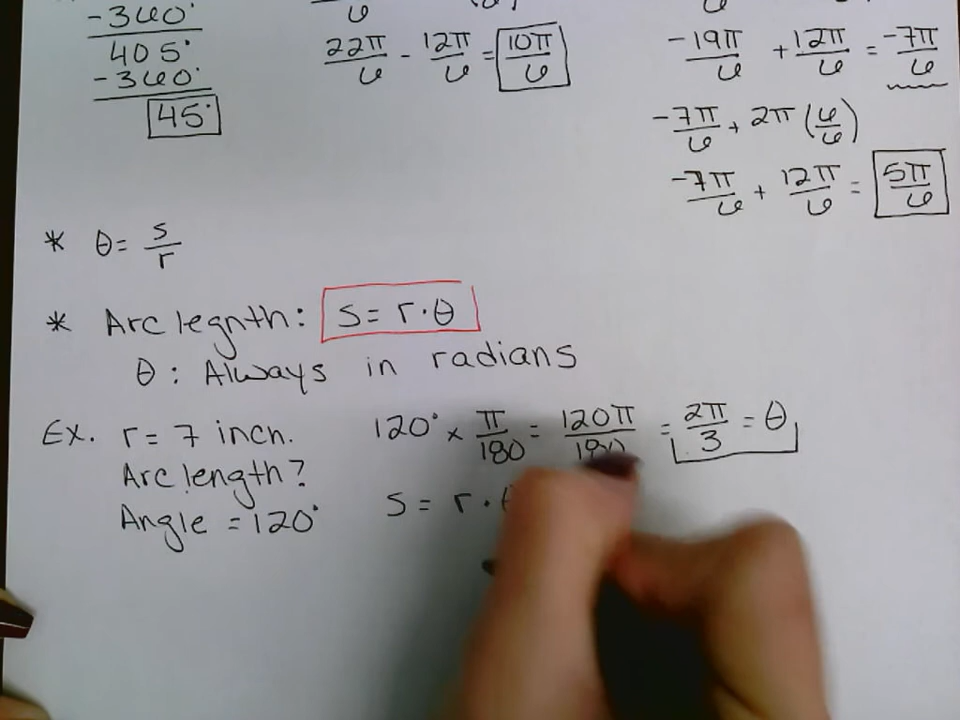 -360°
405°
-360°
45°
6
22π/6 - 12π/6 = 10π/6
6
-19π/6 + 12π/6 = -7π/6
-7π/6 + 2π (6/6)
-7π/6 + 12π/6 = 5π/6
* θ = s/r
* Arc legnth: s = r·θ
θ: Always in radians
Ex. r = 7 inch.
Arc length?
Angle = 120°
120° x π/180 = 120π/180 = 2π/3 = θ
s = r·